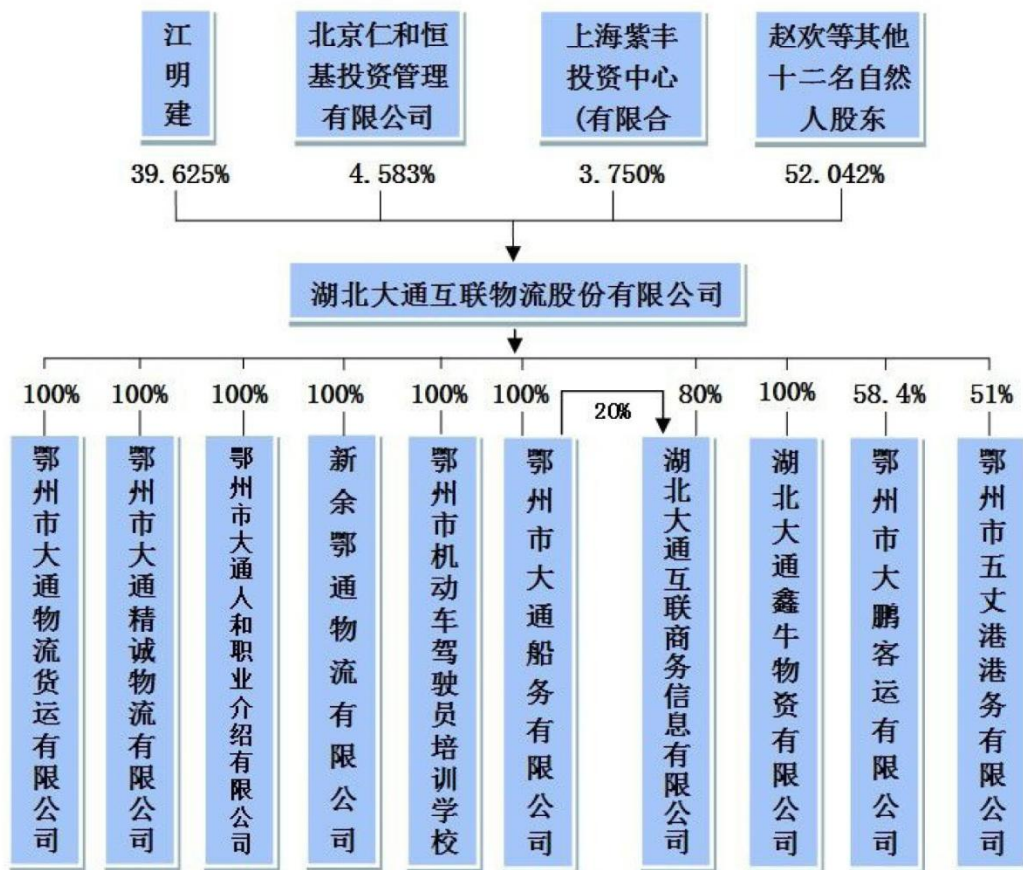 江明建
北京仁和恒
基投资管理
有限公司
上海紫丰
投资中心
(有限合
赵欢等其他
十二名自然
人股东
39.625%
4.583%
3.750%
52.042%
湖北大通互联物流股份有限公司
100%
100%
100%
100%
100%
100%
20%
80%
100%
58.4%
51%
鄂州市大通物流货运有限公司
鄂州市大通精诚物流有限公司
鄂州市大通人和职业介绍有限公司
新余鄂通物流有限公司
鄂州市机动车驾驶员培训学校
鄂州市大通船务有限公司
湖北大通互联商务信息有限公司
湖北大通鑫牛物资有限公司
鄂州市大鹏客运有限公司
鄂州市五丈港港务有限公司